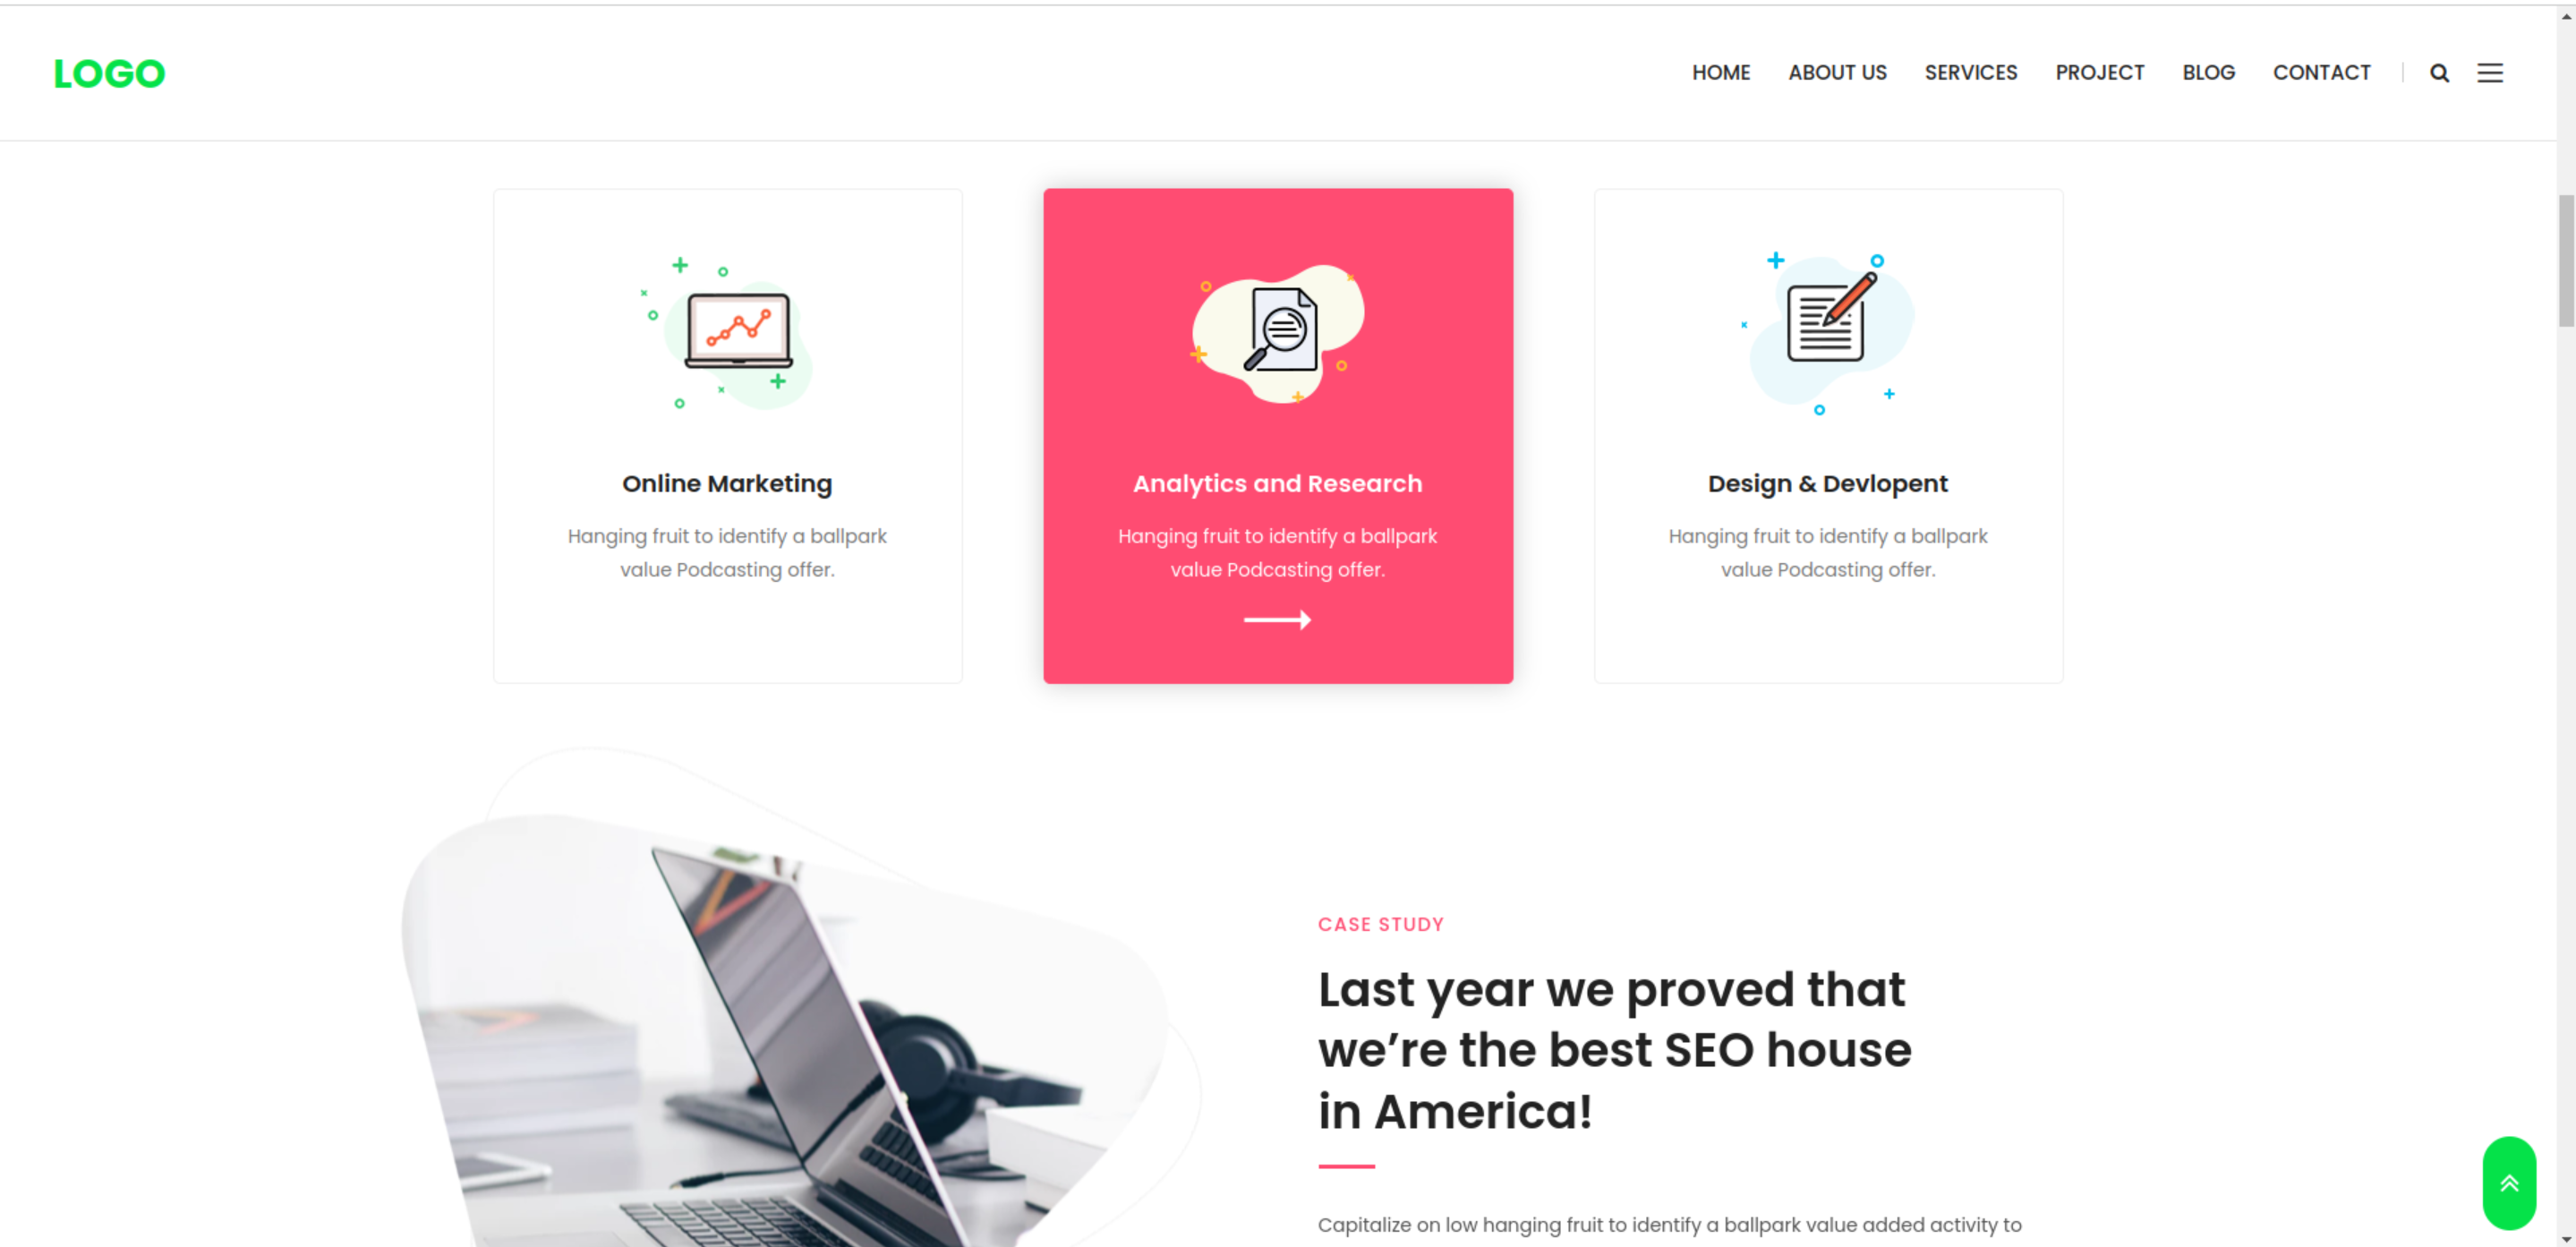 LOGO
HOME ABOUT US SERVICES PROJECT BLOG CONTACT
Online Marketing
Hanging fruit to identify a ballpark
value Podcasting offer.
Analytics and Research
Hanging fruit to identify a ballpark
value Podcasting offer.
Design & Devlopent
Hanging fruit to identify a ballpark
value Podcasting offer.
CASE STUDY
Last year we proved that
we’re the best SEO house
in America!
Capitalize on low hanging fruit to identify a ballpark value added activity to